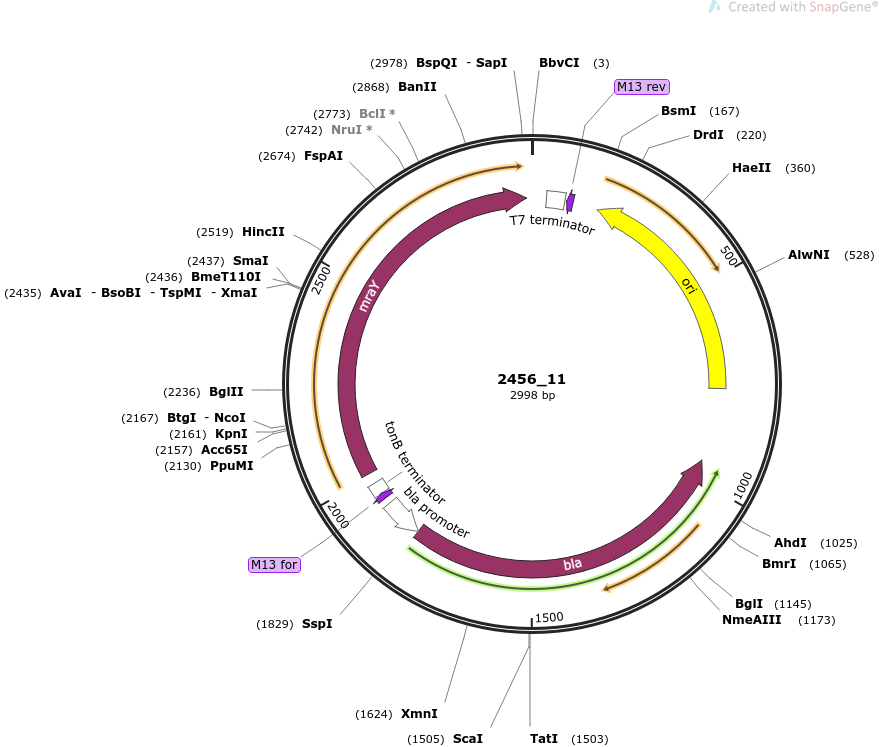 Created with SnapGene®
(2978) BspQI - SapI
BbvCI (3)
(2868) BanII
M13 rev
(2773) BclI *
BsmI (167)
(2742) NruI *
DrdI (220)
(2674) FspAI
HaeII (360)
T7 terminator
(2519) HincII
500
AlwNI (528)
(2437) SmaI
(2436) BmeT110I
2500
(2435) AvaI - BsoBI - TspMI - XmaI
mraY
ori
2456_11
2998 bp
(2236) BglII
(2167) BtgI - NcoI
(2161) KpnI
(2157) Acc65I
(2130) PpuMI
tonB terminator
bla promoter
1000
2000
AhdI (1025)
M13 for
bla
BmrI (1065)
BglI (1145)
1500
NmeAIII (1173)
(1829) SspI
(1624) XmnI
(1505) ScaI
TatI (1503)